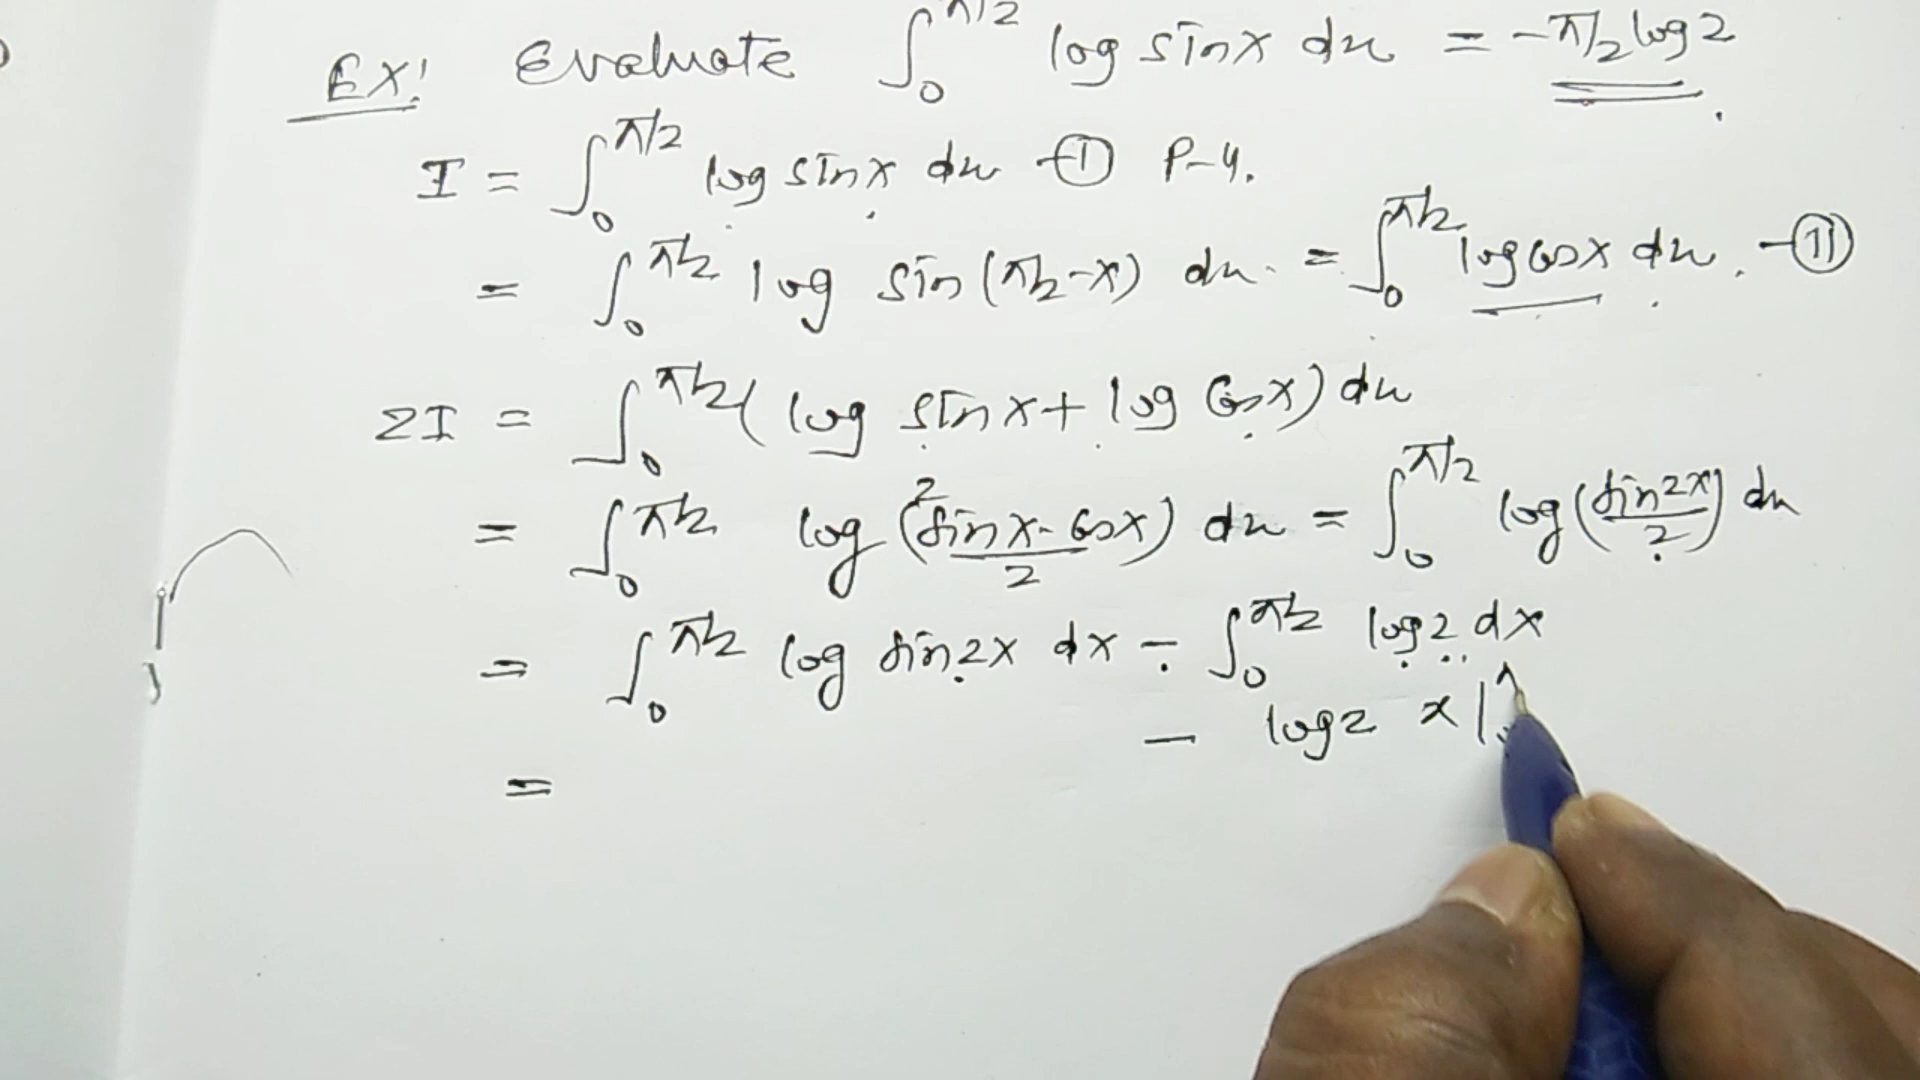 Ex! Evaluate ∫₀^π/2 log sinx dx = -π/2 log2.
I = ∫₀^π/2 log sinx dx -① P-4.
= ∫₀^π/2 log sin(π/2-x) dx. = ∫₀^π/2 log cosx dx. -⑪
2I = ∫₀^π/2 (log sinx + log cosx) dx
= ∫₀^π/2 log (2sinx.cosx)/2 dx = ∫₀^π/2 log(sin2x/2) dx
= ∫₀^π/2 log sin2x dx - ∫₀^π/2 log2 dx
- log2 x|
=